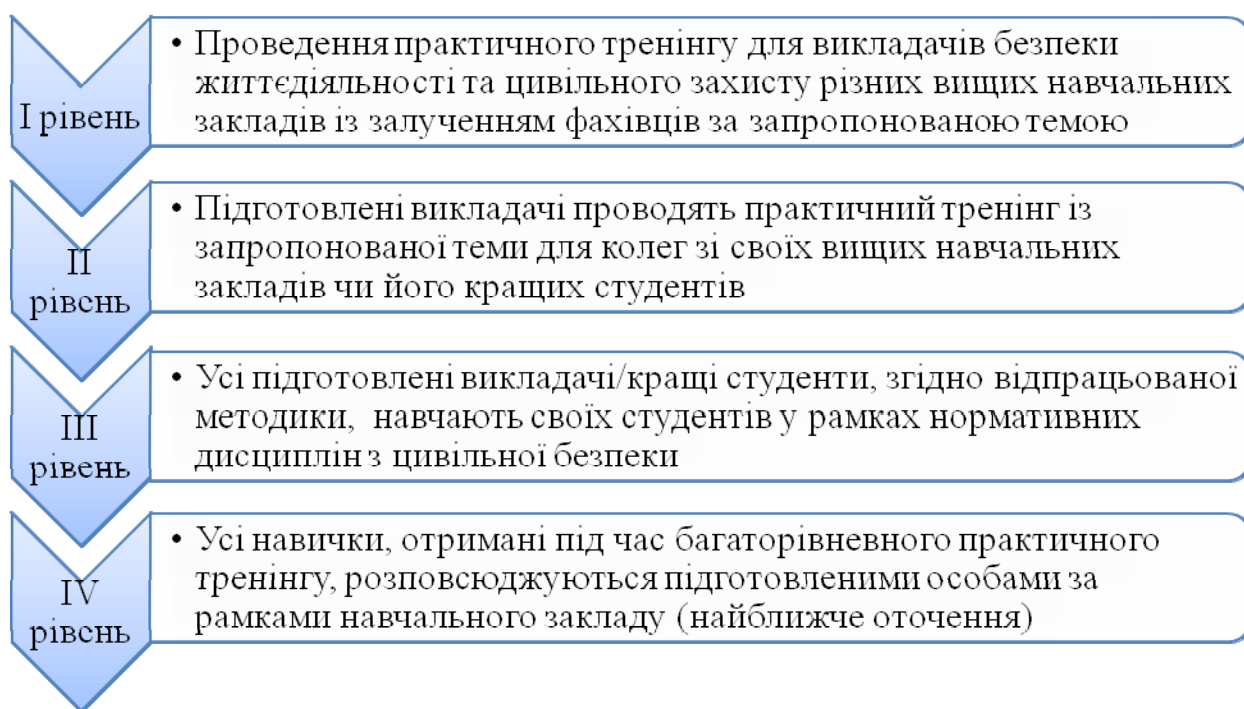 І рівень
• Проведення практичного тренінгу для викладачів безпеки
життєдіяльності та цивільного захисту різних вищих навчальних
закладів із залученням фахівців за запропонованою темою
ІІ
рівень
• Підготовлені викладачі проводять практичний тренінг із
запропонованої теми для колег зі своїх вищих навчальних
закладів чи його кращих студентів
ІІІ
рівень
• Усі підготовлені викладачі/кращі студенти, згідно відпрацьованої
методики, навчають своїх студентів у рамках нормативних
дисциплін з цивільної безпеки
IV
рівень
• Усі навички, отримані під час багаторівневного практичного
тренінгу, розповсюджуються підготовленими особами за
рамками навчального закладу (найближче оточення)